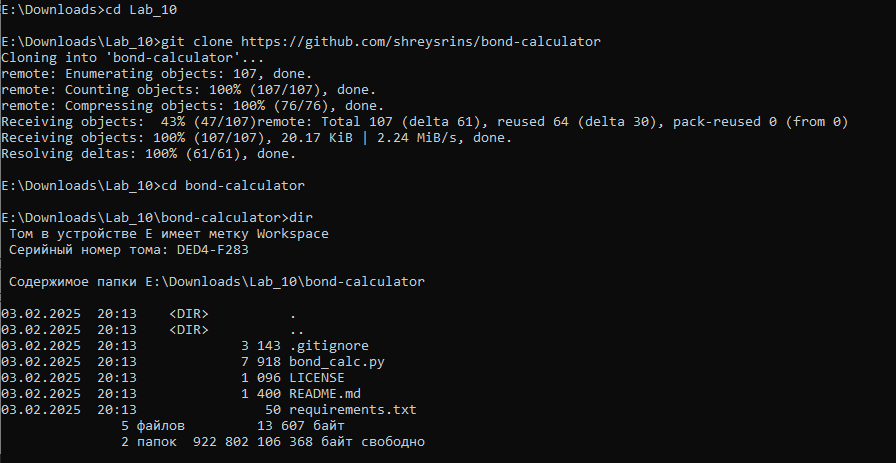 E:\Downloads>cd Lab_10
E:\Downloads\Lab_10>git clone https://github.com/shreysrins/bond-calculator
Cloning into 'bond-calculator'...
remote: Enumerating objects: 107, done.
remote: Counting objects: 100% (107/107), done.
remote: Compressing objects: 100% (76/76), done.
Receiving objects:  43% (47/107)remote: Total 107 (delta 61), reused 64 (delta 30), pack-reused 0 (from 0)
Receiving objects: 100% (107/107), 20.17 KiB | 2.24 MiB/s, done.
Resolving deltas: 100% (61/61), done.
E:\Downloads\Lab_10>cd bond-calculator
E:\Downloads\Lab_10\bond-calculator>dir
 Том в устройстве E имеет метку Workspace
 Серийный номер тома: DED4-F283
 Содержимое папки E:\Downloads\Lab_10\bond-calculator
03.02.2025  20:13    <DIR>          .
03.02.2025  20:13    <DIR>          ..
03.02.2025  20:13             3 143 .gitignore
03.02.2025  20:13             7 918 bond_calc.py
03.02.2025  20:13             1 096 LICENSE
03.02.2025  20:13             1 400 README.md
03.02.2025  20:13                50 requirements.txt
               5 файлов         13 607 байт
               2 папок  922 802 106 368 байт свободно